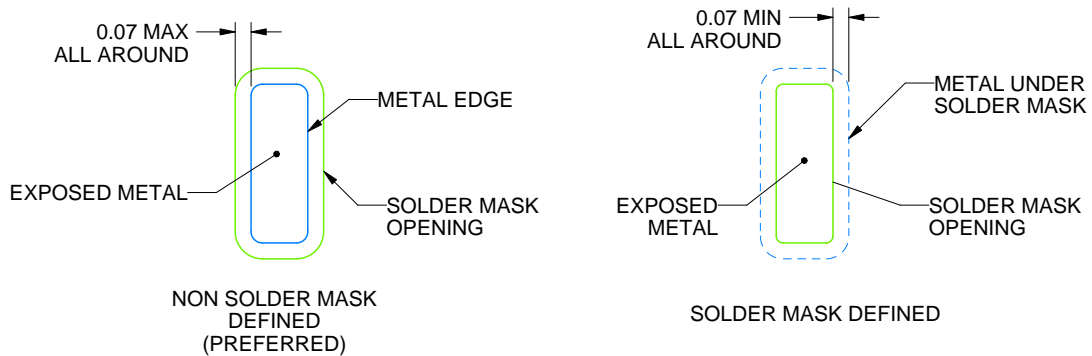 0.07 MAX
ALL AROUND
METAL EDGE
EXPOSED METAL
SOLDER MASK
OPENING
NON SOLDER MASK
DEFINED
(PREFERRED)
0.07 MIN
ALL AROUND
METAL UNDER
SOLDER MASK
EXPOSED
METAL
SOLDER MASK
OPENING
SOLDER MASK DEFINED